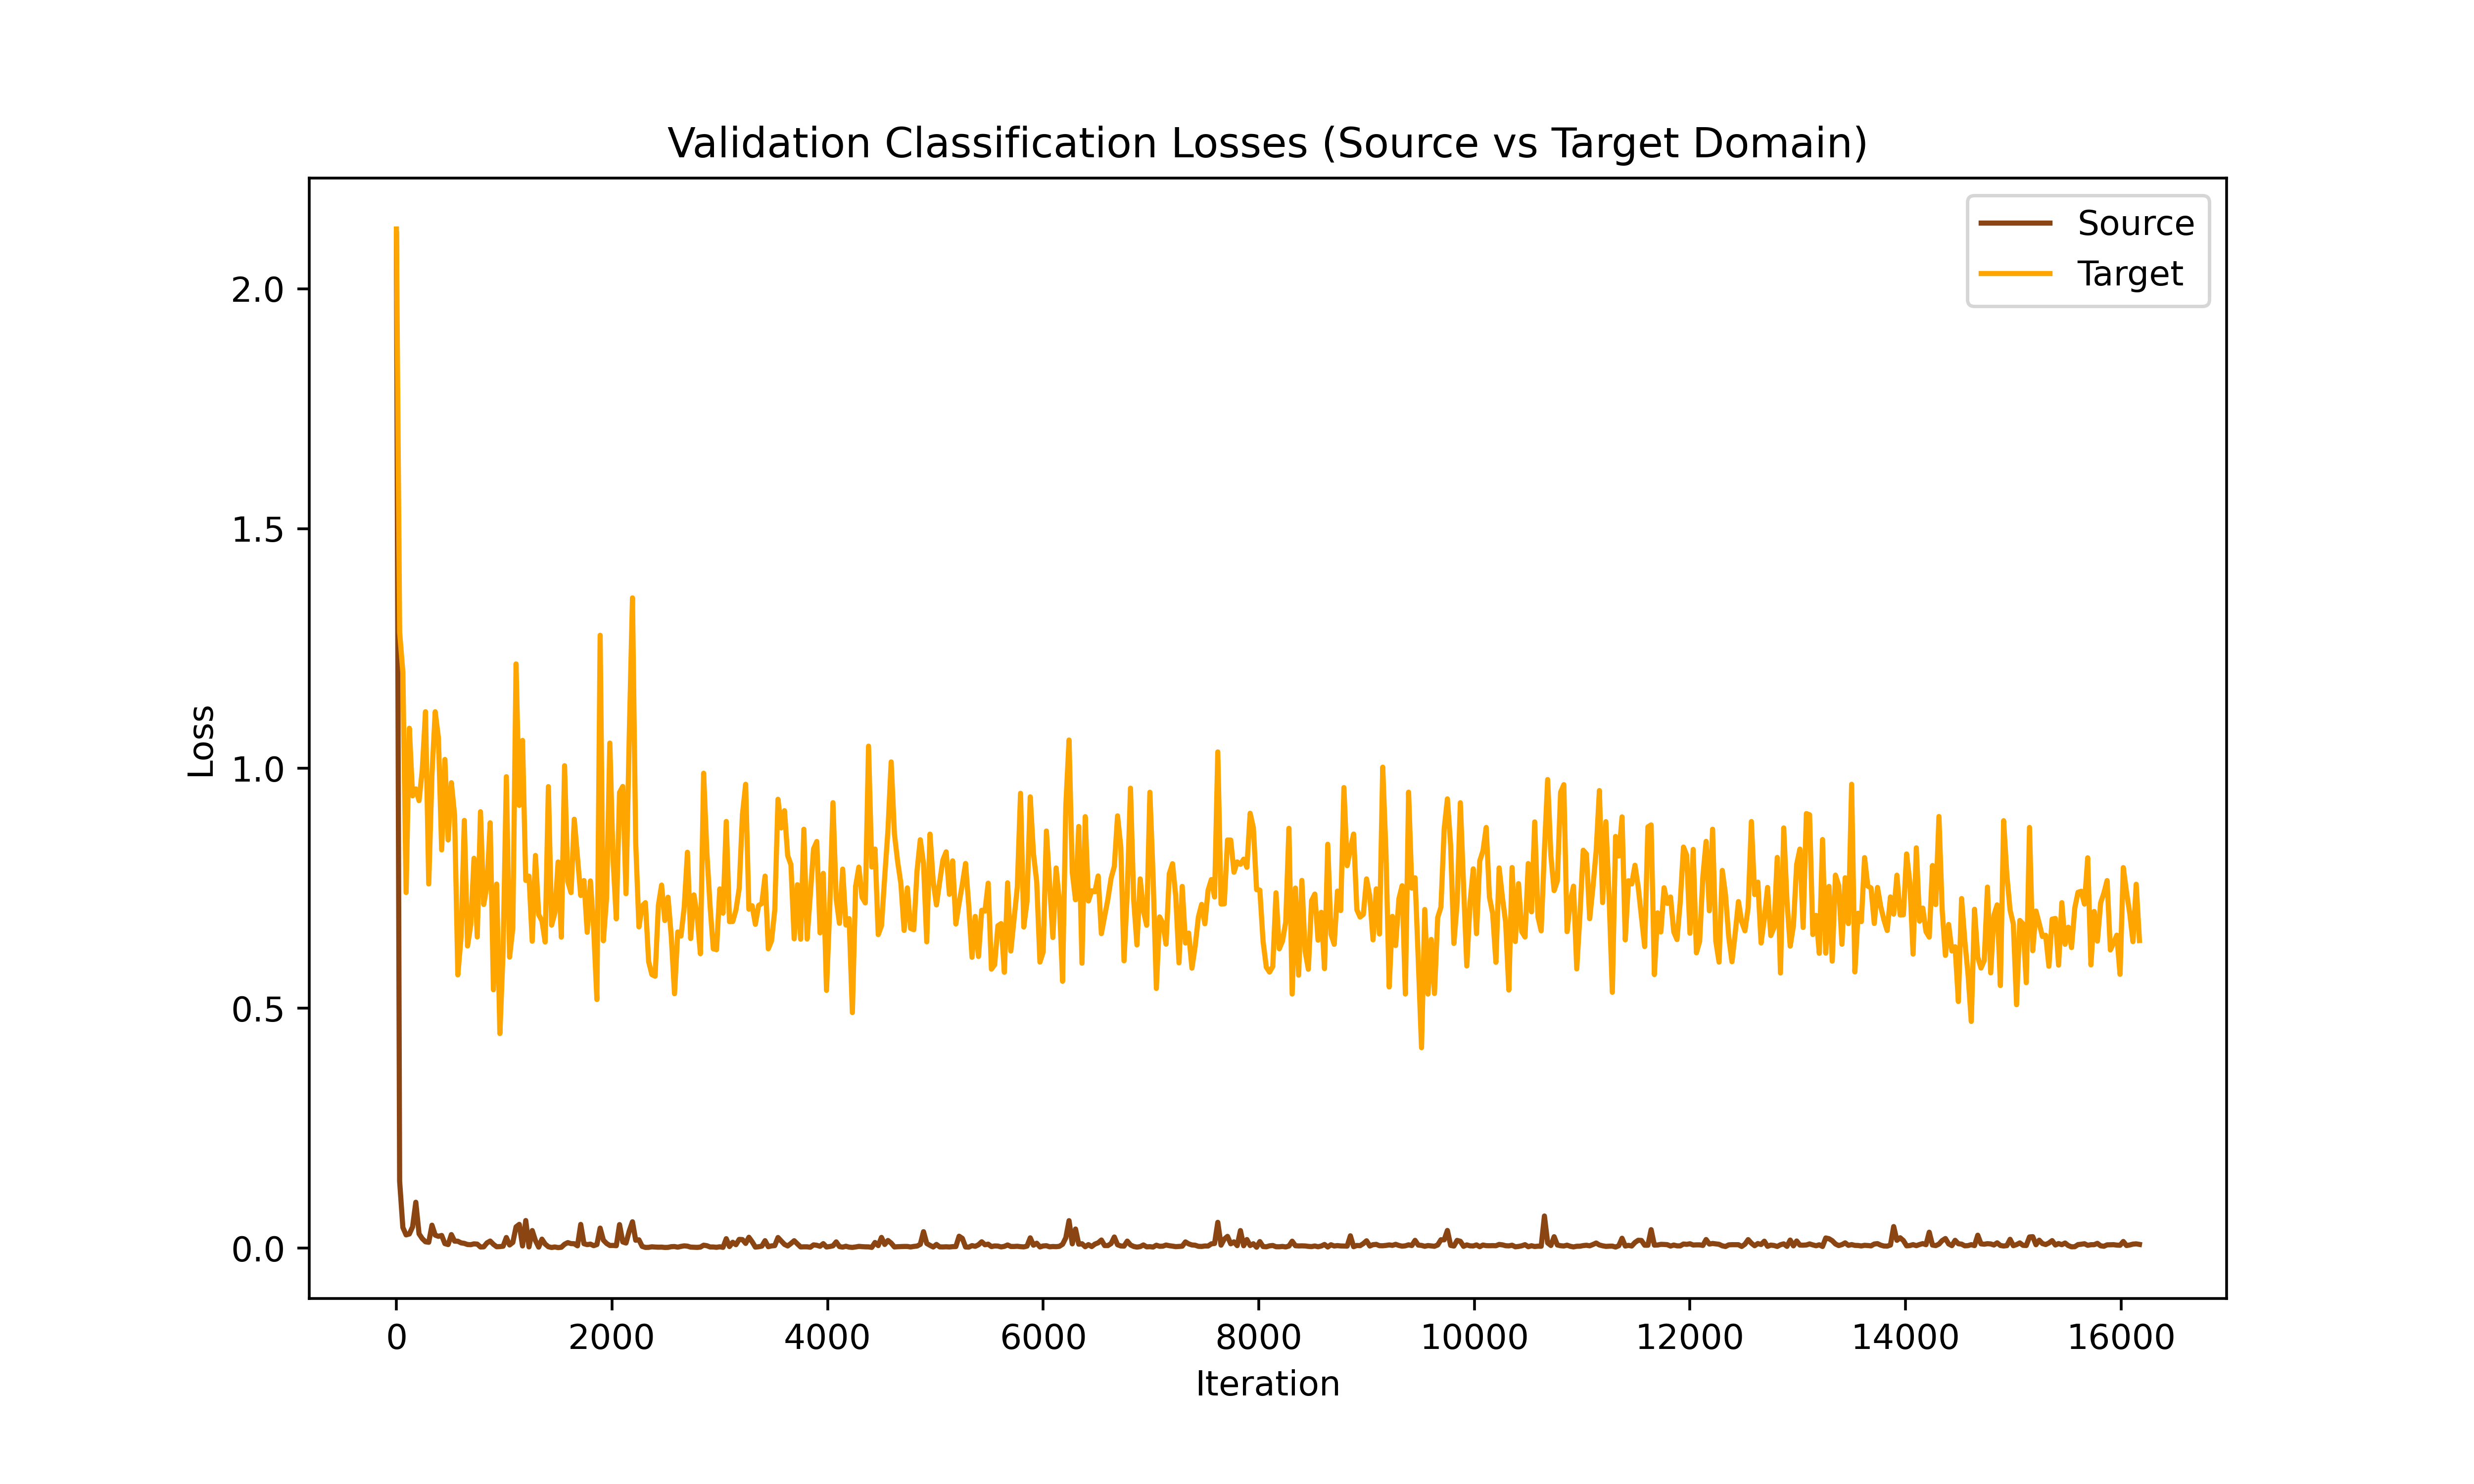 Validation Classification Losses (Source vs Target Domain)
Source
Target
2.0
1.5
1.0
0.5
0.0
Loss
0 2000 4000 6000 8000 10000 12000 14000 16000
Iteration